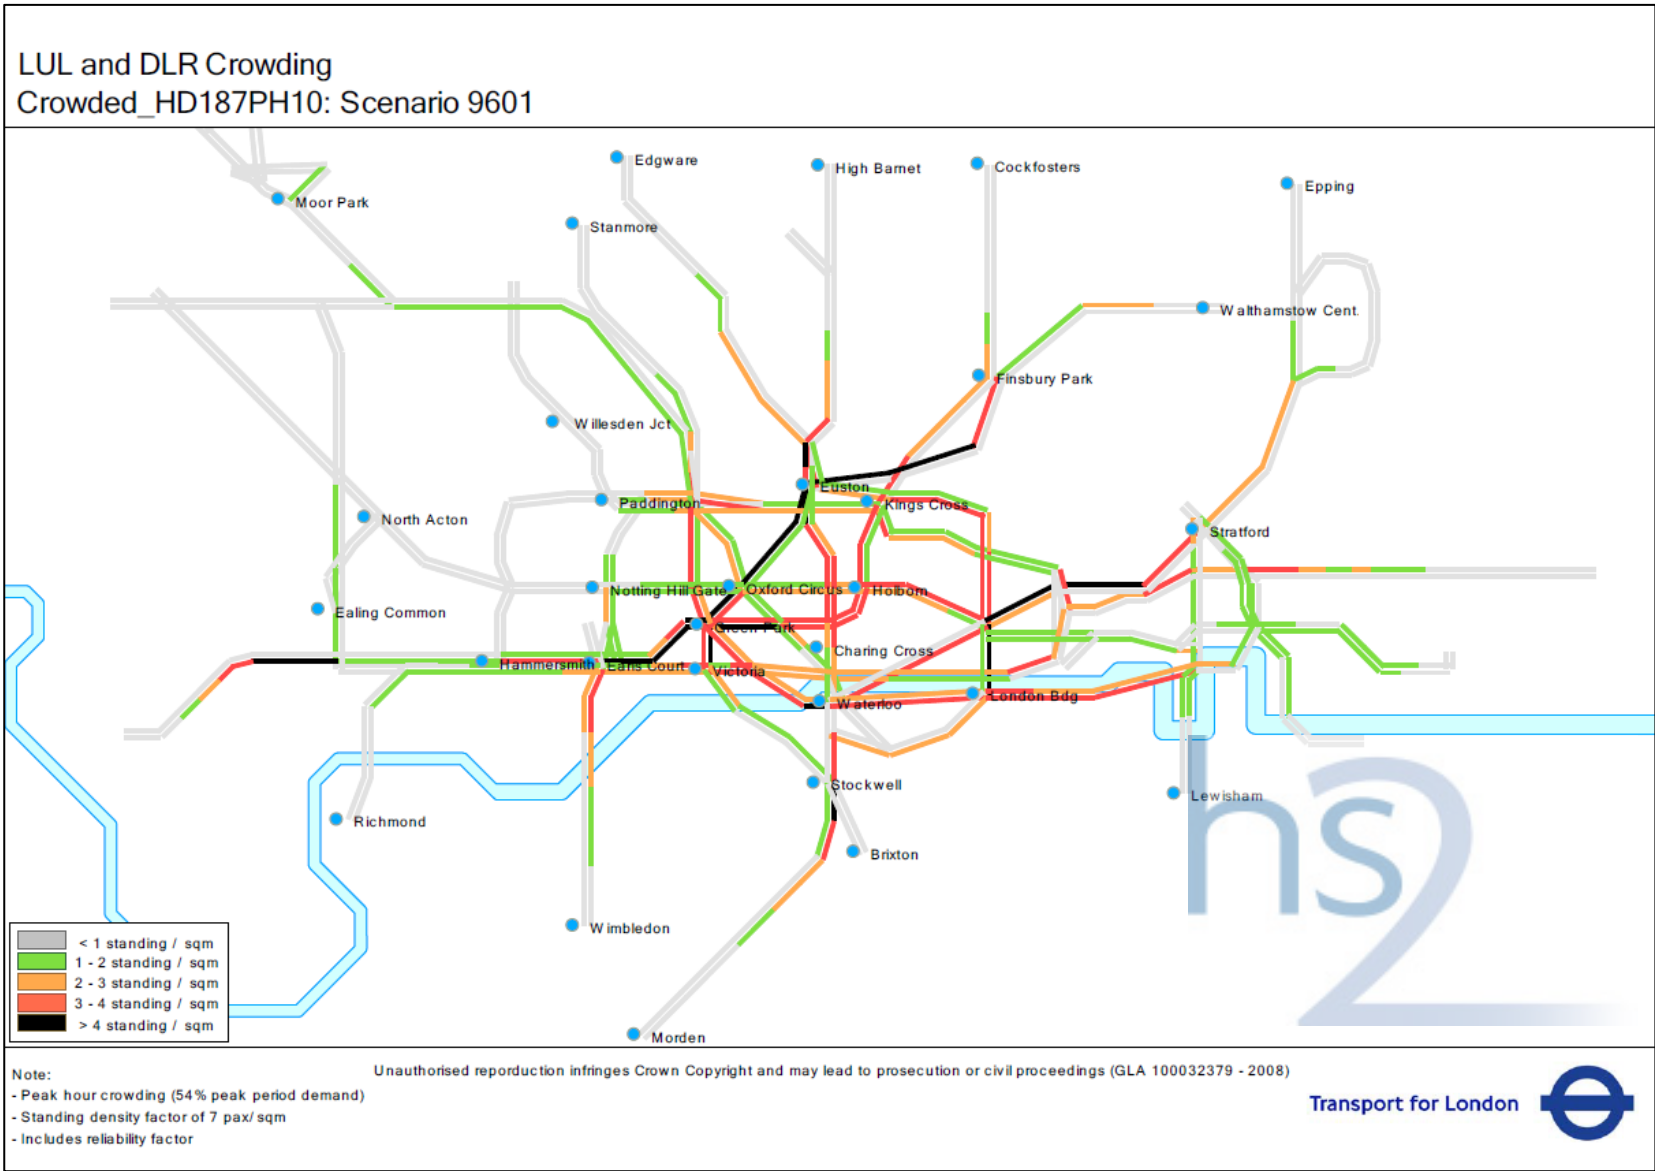 LUL and DLR Crowding
Crowded_HD187PH10: Scenario 9601
Edgware
High Barnet
Cockfosters
Epping
Moor Park
Stanmore
Walthamstow Cent.
Finsbury Park
Willesden Jct
Euston
Paddington
Kings Cross
North Acton
Stratford
Notting Hill Gate
Oxford Circus
Holborn
Ealing Common
Green Park
Charing Cross
Hammersmith
Earls Court
Victoria
London Bdg
Waterloo
Stockwell
Lewisham
Richmond
Brixton
Wimbledon
Morden
hs2
< 1 standing / sqm
1 - 2 standing / sqm
2 - 3 standing / sqm
3 - 4 standing / sqm
> 4 standing / sqm
Note:
- Peak hour crowding (54% peak period demand)
- Standing density factor of 7 pax/sqm
- Includes reliability factor
Unauthorised reporduction infringes Crown Copyright and may lead to prosecution or civil proceedings (GLA 100032379 - 2008)
Transport for London